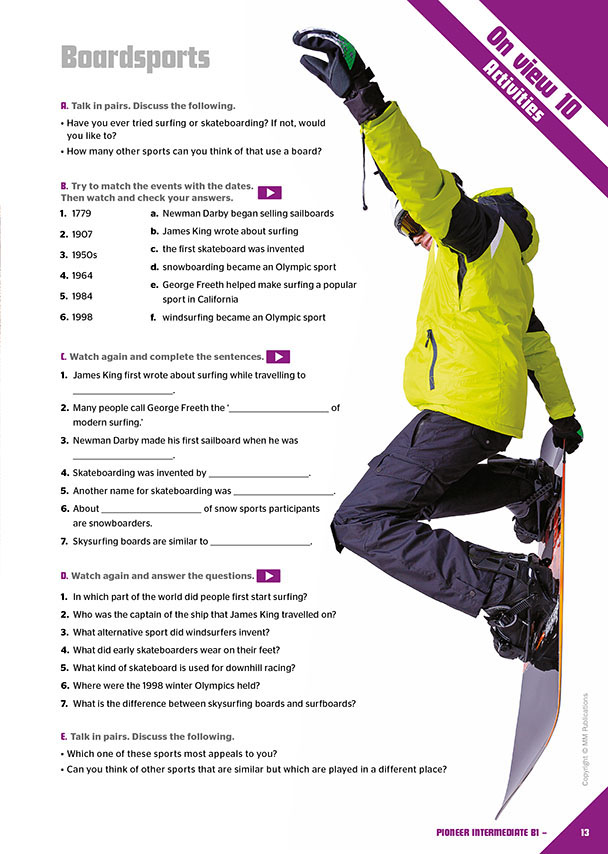 On view 10
Activities
Boardsports
A. Talk in pairs. Discuss the following.
• Have you ever tried surfing or skateboarding? If not, would
you like to?
• How many other sports can you think of that use a board?
B. Try to match the events with the dates.
Then watch and check your answers.
1. 1779
2. 1907
3. 1950s
4. 1964
5. 1984
6. 1998
a. Newman Darby began selling sailboards
b. James King wrote about surfing
c. the first skateboard was invented
d. snowboarding became an Olympic sport
e. George Freeth helped make surfing a popular
sport in California
f. windsurfing became an Olympic sport
C. Watch again and complete the sentences.
1. James King first wrote about surfing while travelling to
____________________.
2. Many people call George Freeth the '____________________ of
modern surfing.'
3. Newman Darby made his first sailboard when he was
____________________.
4. Skateboarding was invented by ____________________.
5. Another name for skateboarding was ____________________.
6. About ____________________ of snow sports participants
are snowboarders.
7. Skysurfing boards are similar to ____________________.
D. Watch again and answer the questions.
1. In which part of the world did people first start surfing?
2. Who was the captain of the ship that James King travelled on?
3. What alternative sport did windsurfers invent?
4. What did early skateboarders wear on their feet?
5. What kind of skateboard is used for downhill racing?
6. Where were the 1998 winter Olympics held?
7. What is the difference between skysurfing boards and surfboards?
E. Talk in pairs. Discuss the following.
• Which one of these sports most appeals to you?
• Can you think of other sports that are similar but which are played in a different place?
Copyright © MM Publications
PIONEER INTERMEDIATE B1 –
13